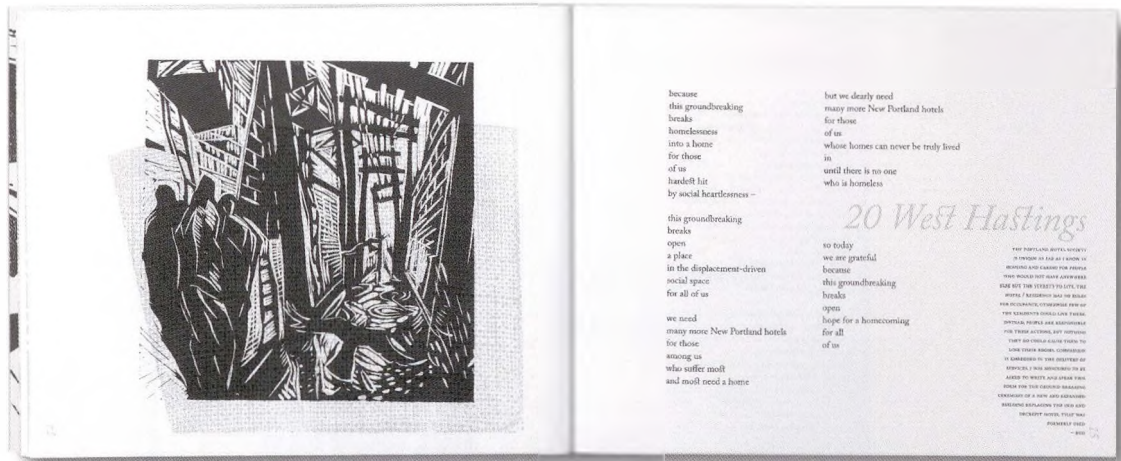 because
this groundbreaking
breaks
homelessness
into a home
for those
of us
hardest hit
by social heartlessness –
this groundbreaking
breaks
open
a place
in the displacement-driven
social space
for all of us
we need
many more New Portland hotels
for those
among us
who suffer most
and most need a home
but we dearly need
many more New Portland hotels
for those
of us
whose homes can never be truly lived
in
until there is no one
who is homeless
20 West Hastings
so today
we are grateful
because
this groundbreaking
breaks
open
hope for a homecoming
for all
of us
THE PORTLAND HOTEL SOCIETY
IS UNIQUE AS FAR AS I KNOW IN
HOUSING AND CARING FOR PEOPLE
WHO WOULD NOT HAVE ANYWHERE
ELSE BUT THE STREETS TO LIVE. THE
HOTEL / RESIDENCE HAS NO RULES
FOR OCCUPANCY, OTHERWISE FEW OF
THE RESIDENTS COULD LIVE THERE.
INSTEAD, PEOPLE ARE RESPONSIBLE
FOR THEIR ACTIONS, BUT NOTHING
THEY DO COULD CAUSE THEM TO
LOSE THEIR ROOMS. COMPASSION
IS EMBEDDED IN THE DELIVERY OF
SERVICES. I WAS HONOURED TO BE
ASKED TO WRITE AND SPEAK THIS
POEM FOR THE GROUND-BREAKING
CEREMONY OF A NEW AND EXPANDED
BUILDING REPLACING THE OLD AND
DECREPIT HOTEL THAT WAS
FORMERLY USED
– BUD